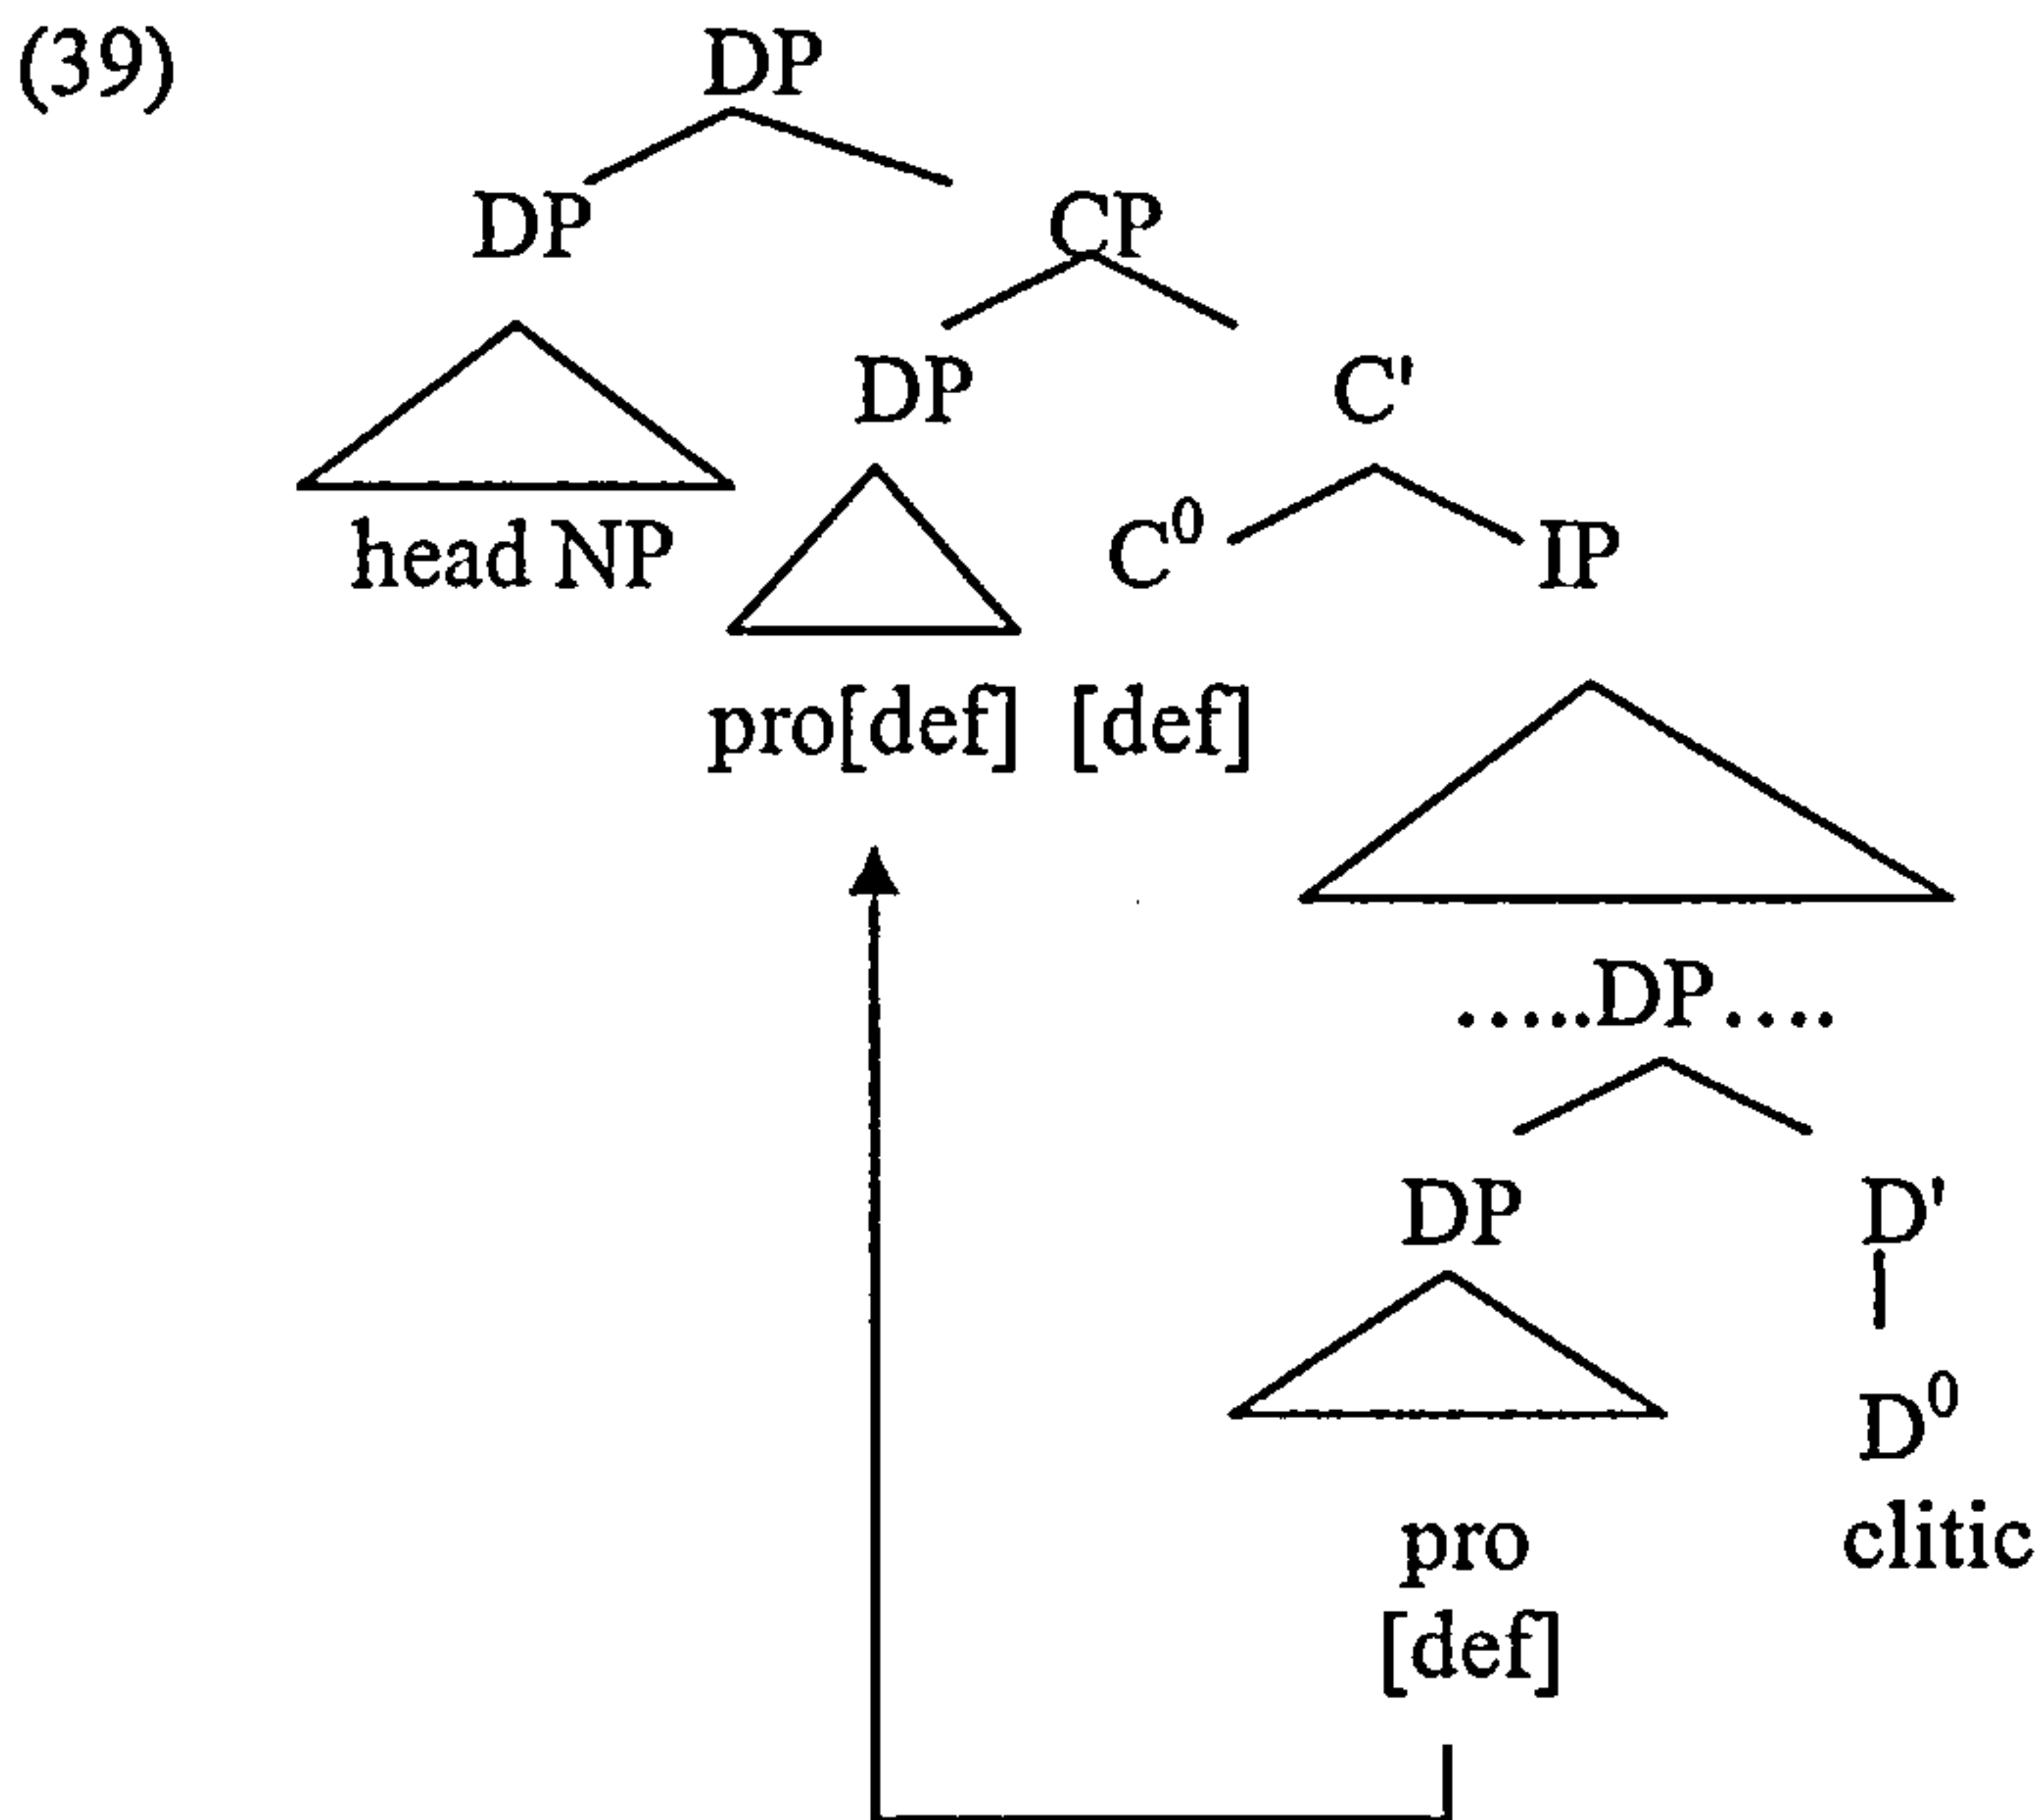 (39) DP
DP CP
DP C'
head NP C⁰ IP
pro[def] [def]
.....DP....
DP D'
D⁰
pro clitic
[def]